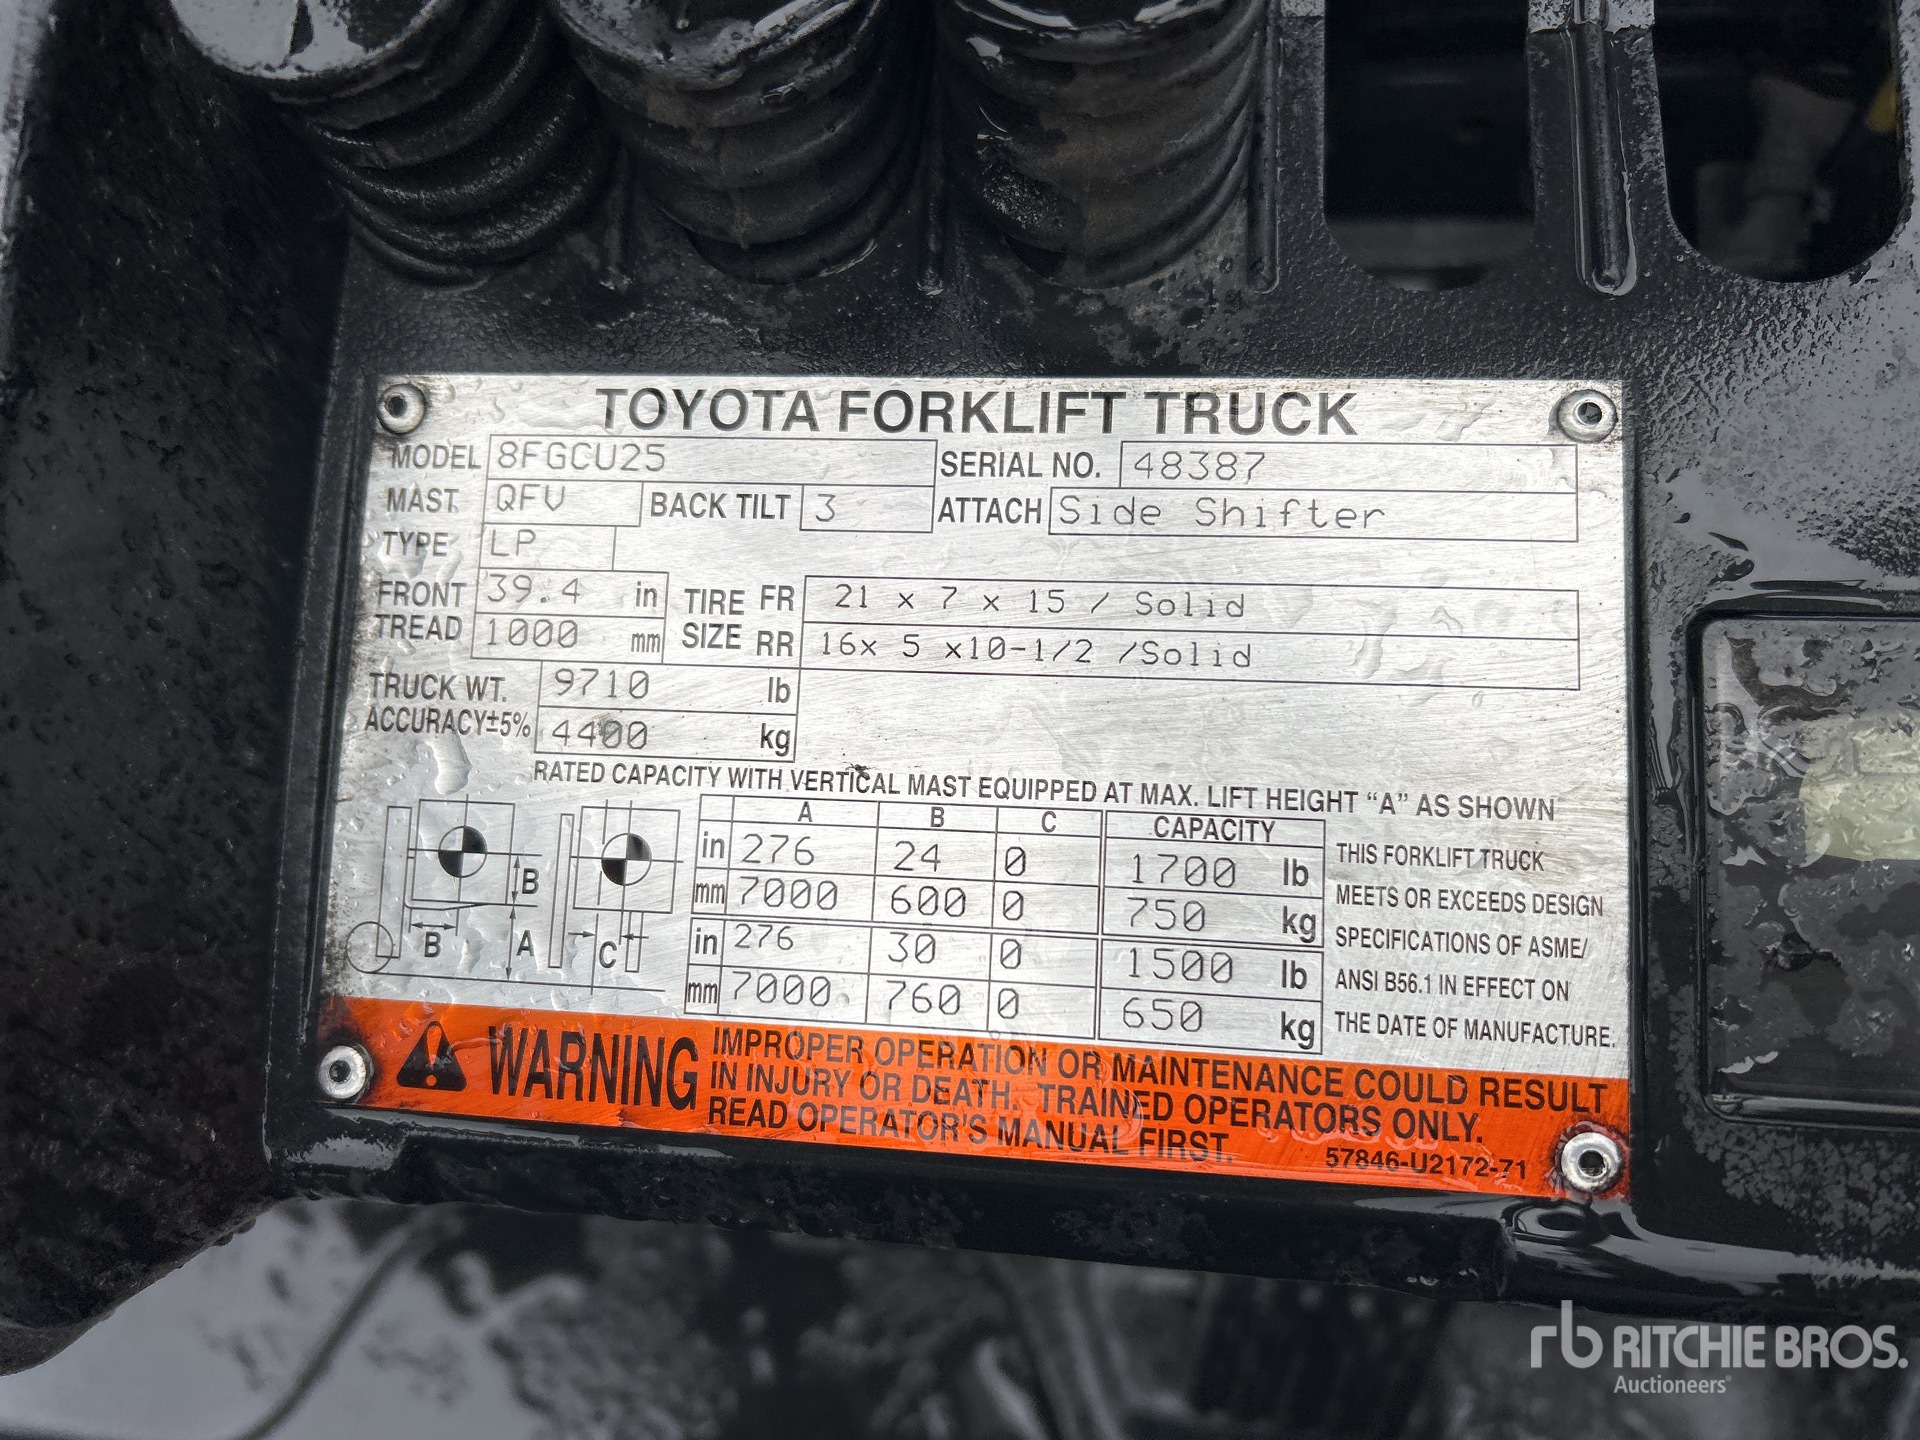 TOYOTA FORKLIFT TRUCK
MODEL 8FGCU25 SERIAL NO. 48387
MAST. QFV BACK TILT 3 ATTACH Side Shifter
TYPE LP
FRONT TREAD 39.4 in TIRE SIZE FR 21 x 7 x 15 / Solid
1000 mm RR 16x 5 x10-1/2 /Solid
TRUCK WT. 9710 lb
ACCURACY±5% 4400 kg
RATED CAPACITY WITH VERTICAL MAST EQUIPPED AT MAX. LIFT HEIGHT “A” AS SHOWN
A B C CAPACITY
in 276 24 0 1700 lb
mm 7000 600 0 750 kg
in 276 30 0 1500 lb
mm 7000 760 0 650 kg
B
B A C
THIS FORKLIFT TRUCK
MEETS OR EXCEEDS DESIGN
SPECIFICATIONS OF ASME/
ANSI B56.1 IN EFFECT ON
THE DATE OF MANUFACTURE.
WARNING
IMPROPER OPERATION OR MAINTENANCE COULD RESULT
IN INJURY OR DEATH. TRAINED OPERATORS ONLY.
READ OPERATOR'S MANUAL FIRST.
57846-U2172-71
rb RITCHIE BROS.
Auctioneers